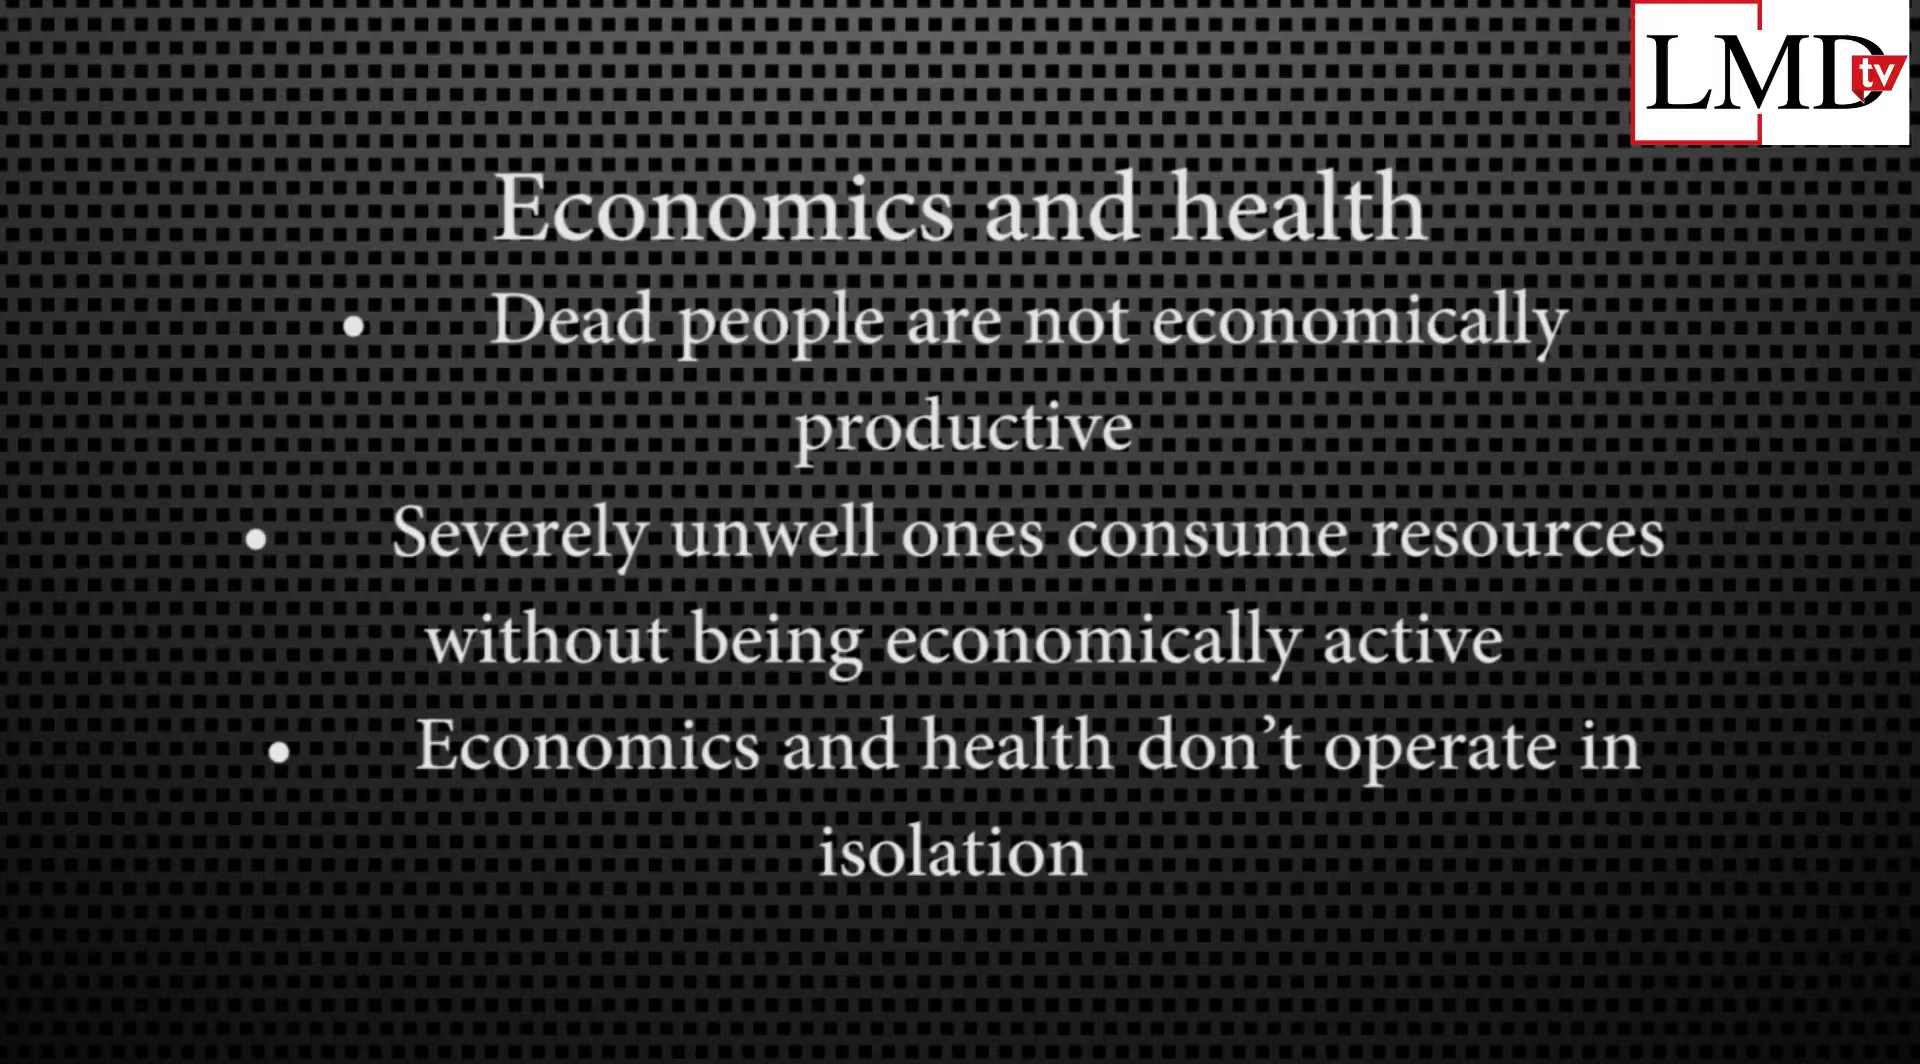 LMD tv
Economics and health
• Dead people are not economically
productive
• Severely unwell ones consume resources
without being economically active
• Economics and health don’t operate in
isolation